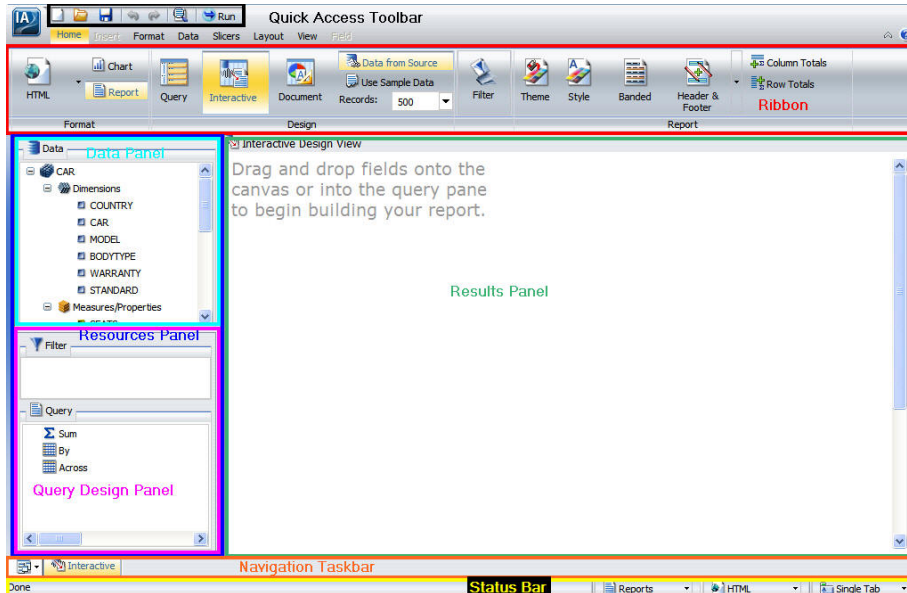 IA
Run
Quick Access Toolbar
Home Insert Format Data Slicers Layout View Field
HTML
Chart
Report
Query
Interactive
Document
Data from Source
Use Sample Data
Records: 500
Filter
Theme
Style
Banded
Header &
Footer
Column Totals
Row Totals
Ribbon
Format Design Report
Data
Data Panel
Interactive Design View
CAR
Dimensions
COUNTRY
CAR
MODEL
BODYTYPE
WARRANTY
STANDARD
Measures/Properties
SEATS
Drag and drop fields onto the
canvas or into the query pane
to begin building your report.
Results Panel
Resources Panel
Filter
Query
Sum
By
Across
Query Design Panel
Interactive
Navigation Taskbar
Done
Status Bar
Reports HTML Single Tab